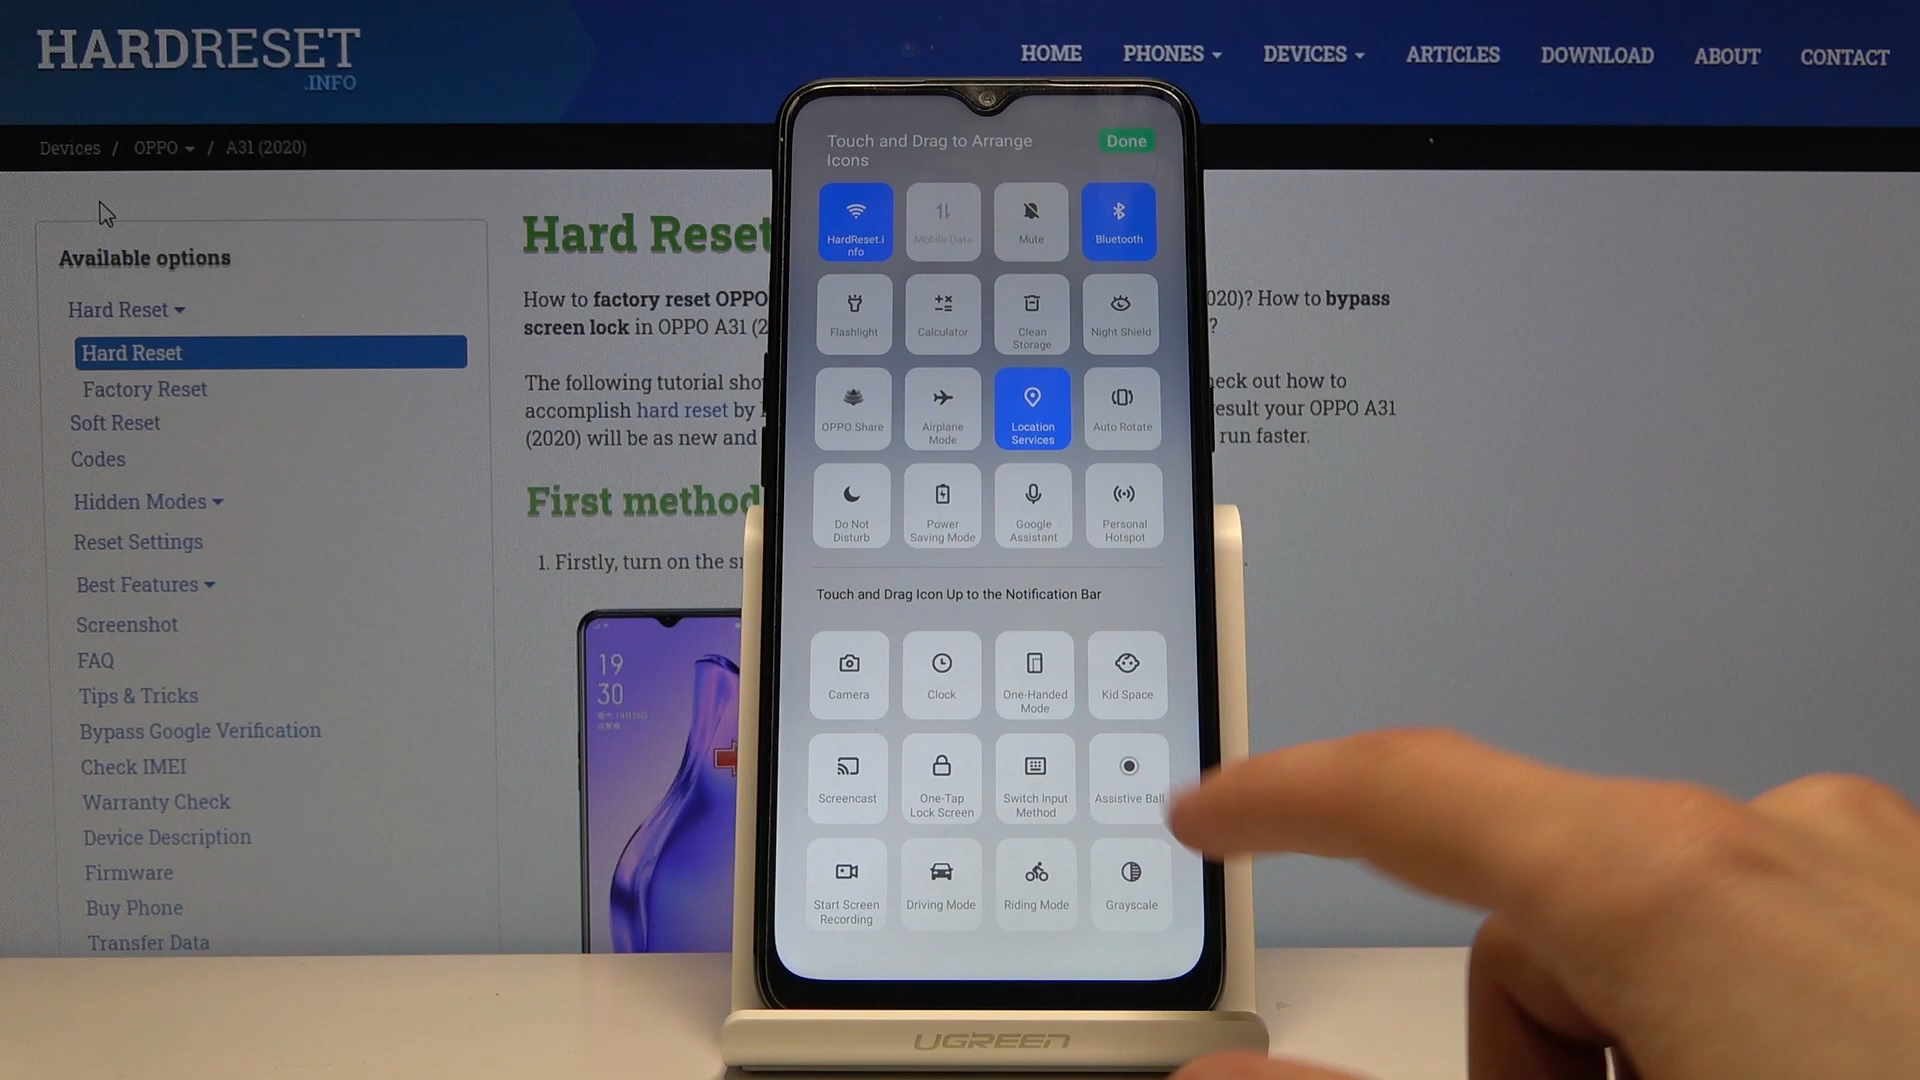 HARDRESET
.INFO
HOME PHONES DEVICES ARTICLES DOWNLOAD ABOUT CONTACT
Devices / OPPO / A31 (2020)
Available options
Hard Reset
Hard Reset
Factory Reset
Soft Reset
Codes
Hidden Modes
Reset Settings
Best Features
Screenshot
FAQ
Tips & Tricks
Bypass Google Verification
Check IMEI
Warranty Check
Device Description
Firmware
Buy Phone
Transfer Data
Hard Reset
How to factory reset OPPO 020)? How to bypass
screen lock in OPPO A31 (2 ?
The following tutorial sho heck out how to
accomplish hard reset by result your OPPO A31
(2020) will be as new and run faster.
First method
1. Firstly, turn on the
19
30
Touch and Drag to Arrange
Icons
Done
HardReset.i
nfo
Mobile Data
Mute
Bluetooth
Flashlight
Calculator
Clean
Storage
Night Shield
OPPO Share
Airplane
Mode
Location
Services
Auto Rotate
Do Not
Disturb
Power
Saving Mode
Google
Assistant
Personal
Hotspot
Touch and Drag Icon Up to the Notification Bar
Camera
Clock
One-Handed
Mode
Kid Space
Screencast
One-Tap
Lock Screen
Switch Input
Method
Assistive Ball
Start Screen
Recording
Driving Mode
Riding Mode
Grayscale
UGREEN